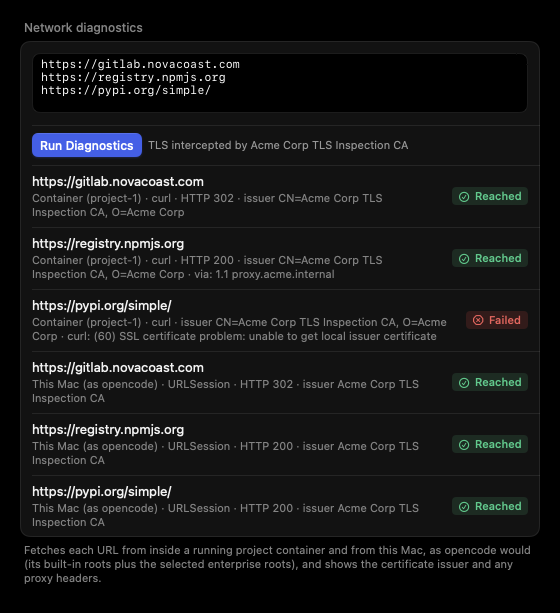 Network diagnostics
https://gitlab.novacoast.com
https://registry.npmjs.org
https://pypi.org/simple/
Run Diagnostics TLS intercepted by Acme Corp TLS Inspection CA
https://gitlab.novacoast.com
Container (project-1) · curl · HTTP 302 · issuer CN=Acme Corp TLS
Inspection CA, O=Acme Corp
Reached
https://registry.npmjs.org
Container (project-1) · curl · HTTP 200 · issuer CN=Acme Corp TLS
Inspection CA, O=Acme Corp · via: 1.1 proxy.acme.internal
Reached
https://pypi.org/simple/
Container (project-1) · curl · issuer CN=Acme Corp TLS Inspection CA, O=Acme
Corp · curl: (60) SSL certificate problem: unable to get local issuer certificate
Failed
https://gitlab.novacoast.com
This Mac (as opencode) · URLSession · HTTP 302 · issuer Acme Corp TLS
Inspection CA
Reached
https://registry.npmjs.org
This Mac (as opencode) · URLSession · HTTP 200 · issuer Acme Corp TLS
Inspection CA
Reached
https://pypi.org/simple/
This Mac (as opencode) · URLSession · HTTP 200 · issuer Acme Corp TLS
Inspection CA
Reached
Fetches each URL from inside a running project container and from this Mac, as opencode would
(its built-in roots plus the selected enterprise roots), and shows the certificate issuer and any
proxy headers.